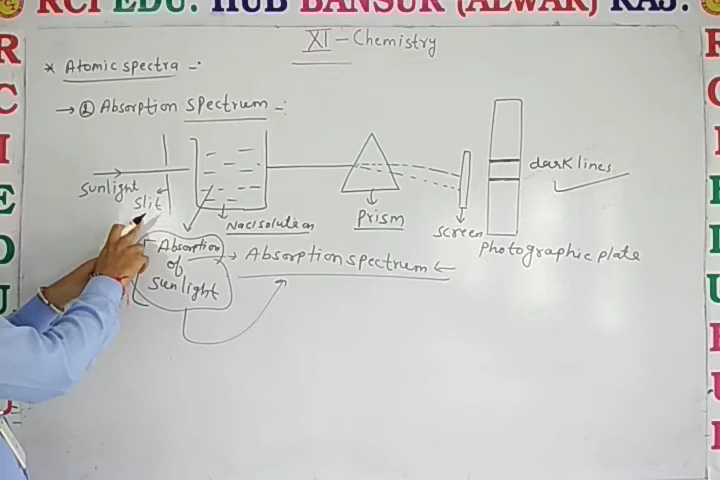 RCI EDU. HUB BANSUR (ALWAR) RAJ.
XI - Chemistry
* Atomic spectra -:
→ ① Absorption spectrum -:
sunlight
slit
Nacl solution
Prism
screen
dark lines
photographic plate
Absorption
of
sunlight
→ Absorption spectrum ←
R
C
I
E
D
U
R
C
I
E
D
U